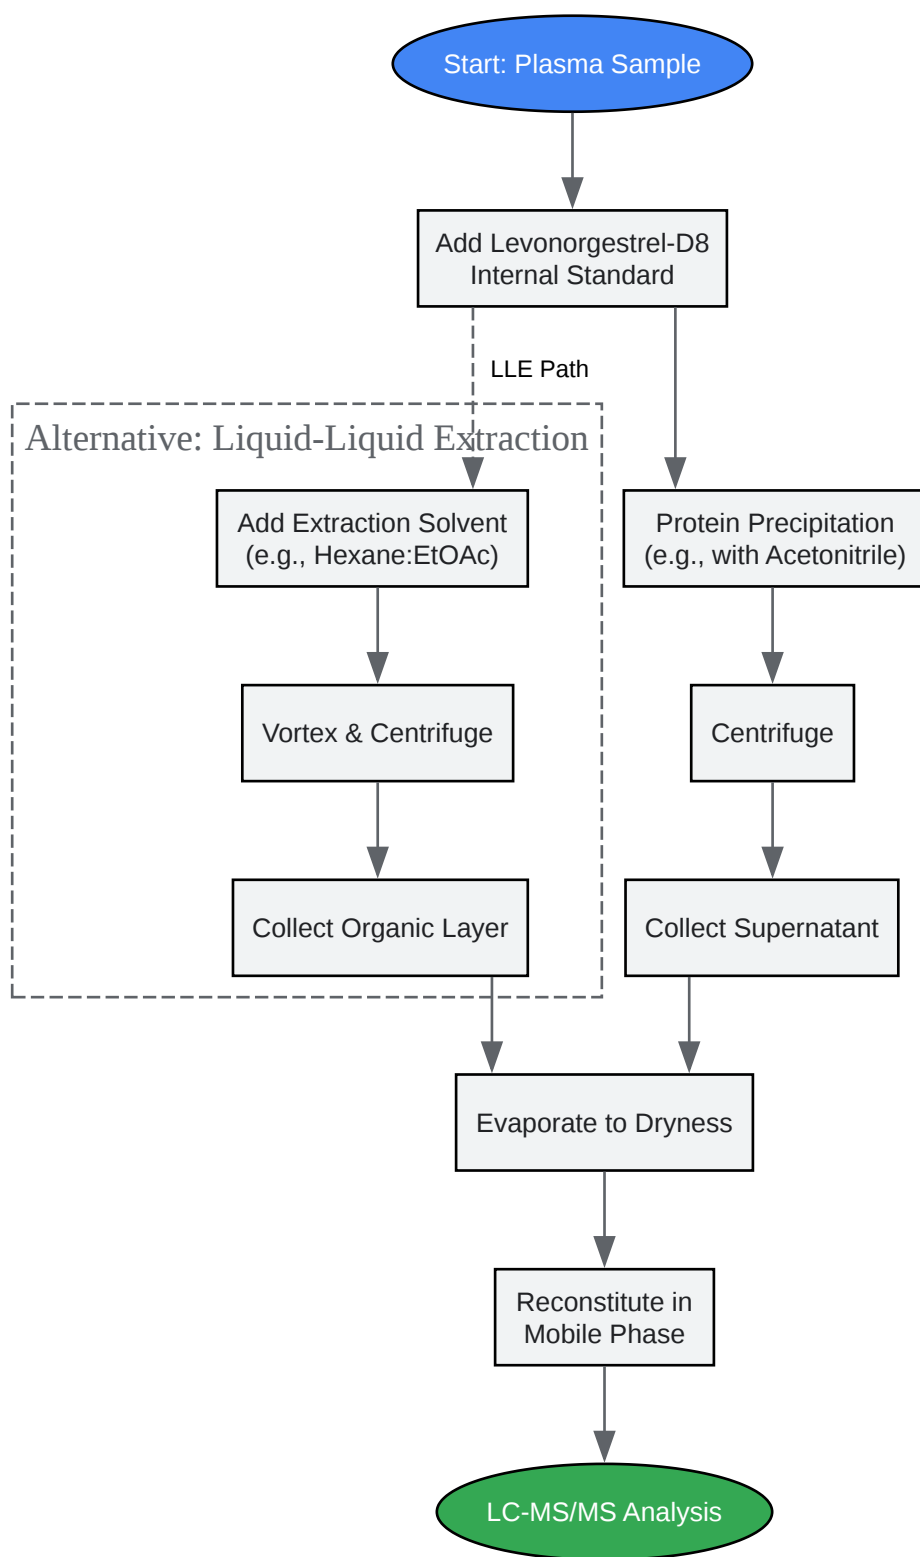 Start: Plasma Sample
Add Levonorgestrel-D8
Internal Standard
LLE Path
Alternative: Liquid-Liquid Extraction
Add Extraction Solvent
(e.g., Hexane:EtOAc)
Protein Precipitation
(e.g., with Acetonitrile)
Vortex & Centrifuge
Centrifuge
Collect Organic Layer
Collect Supernatant
Evaporate to Dryness
Reconstitute in
Mobile Phase
LC-MS/MS Analysis